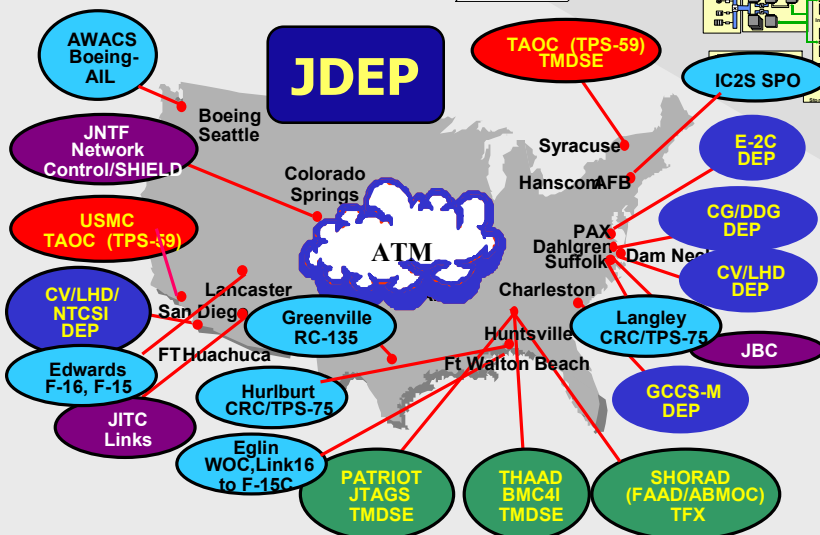 AWACS
Boeing-
AIL
JDEP
TAOC (TPS-59)
TMDSE
IC2S SPO
Boeing
Seattle
JNTF
Network
Control/SHIELD
Syracuse
E-2C
DEP
Colorado
Springs
HanscomAFB
USMC
TAOC (TPS-59)
ATM
PAX
Dahlgren
Suffolk
Dam Neck
CG/DDG
DEP
CV/LHD
DEP
CV/LHD/
NTCSI
DEP
Lancaster
San Diego
Greenville
RC-135
Charleston
Huntsville
Langley
CRC/TPS-75
JBC
FT Huachuca
Ft Walton Beach
Edwards
F-16, F-15
Hurlburt
CRC/TPS-75
GCCS-M
DEP
JITC
Links
Eglin
WOC,Link16
to F-15C
PATRIOT
JTAGS
TMDSE
THAAD
BMC4I
TMDSE
SHORAD
(FAAD/ABMOC)
TFX